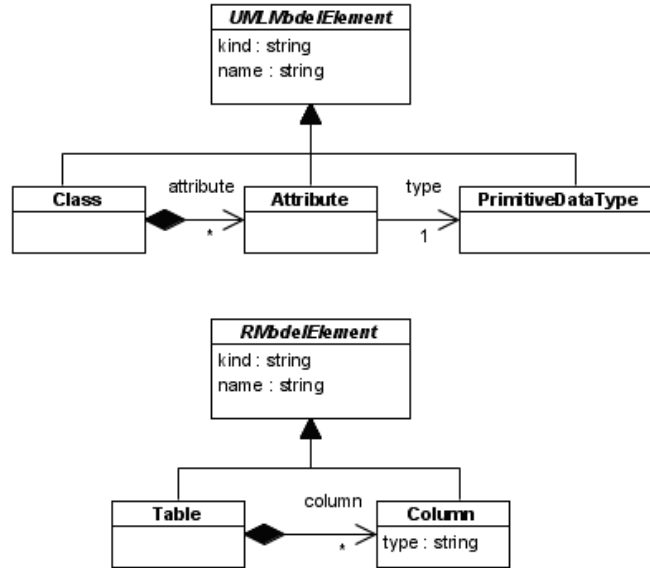 UMLModelElement
kind : string
name : string
attribute
type
Class
Attribute
PrimitiveDataType
*
1
RModelElement
kind : string
name : string
column
Table
Column
*
type : string